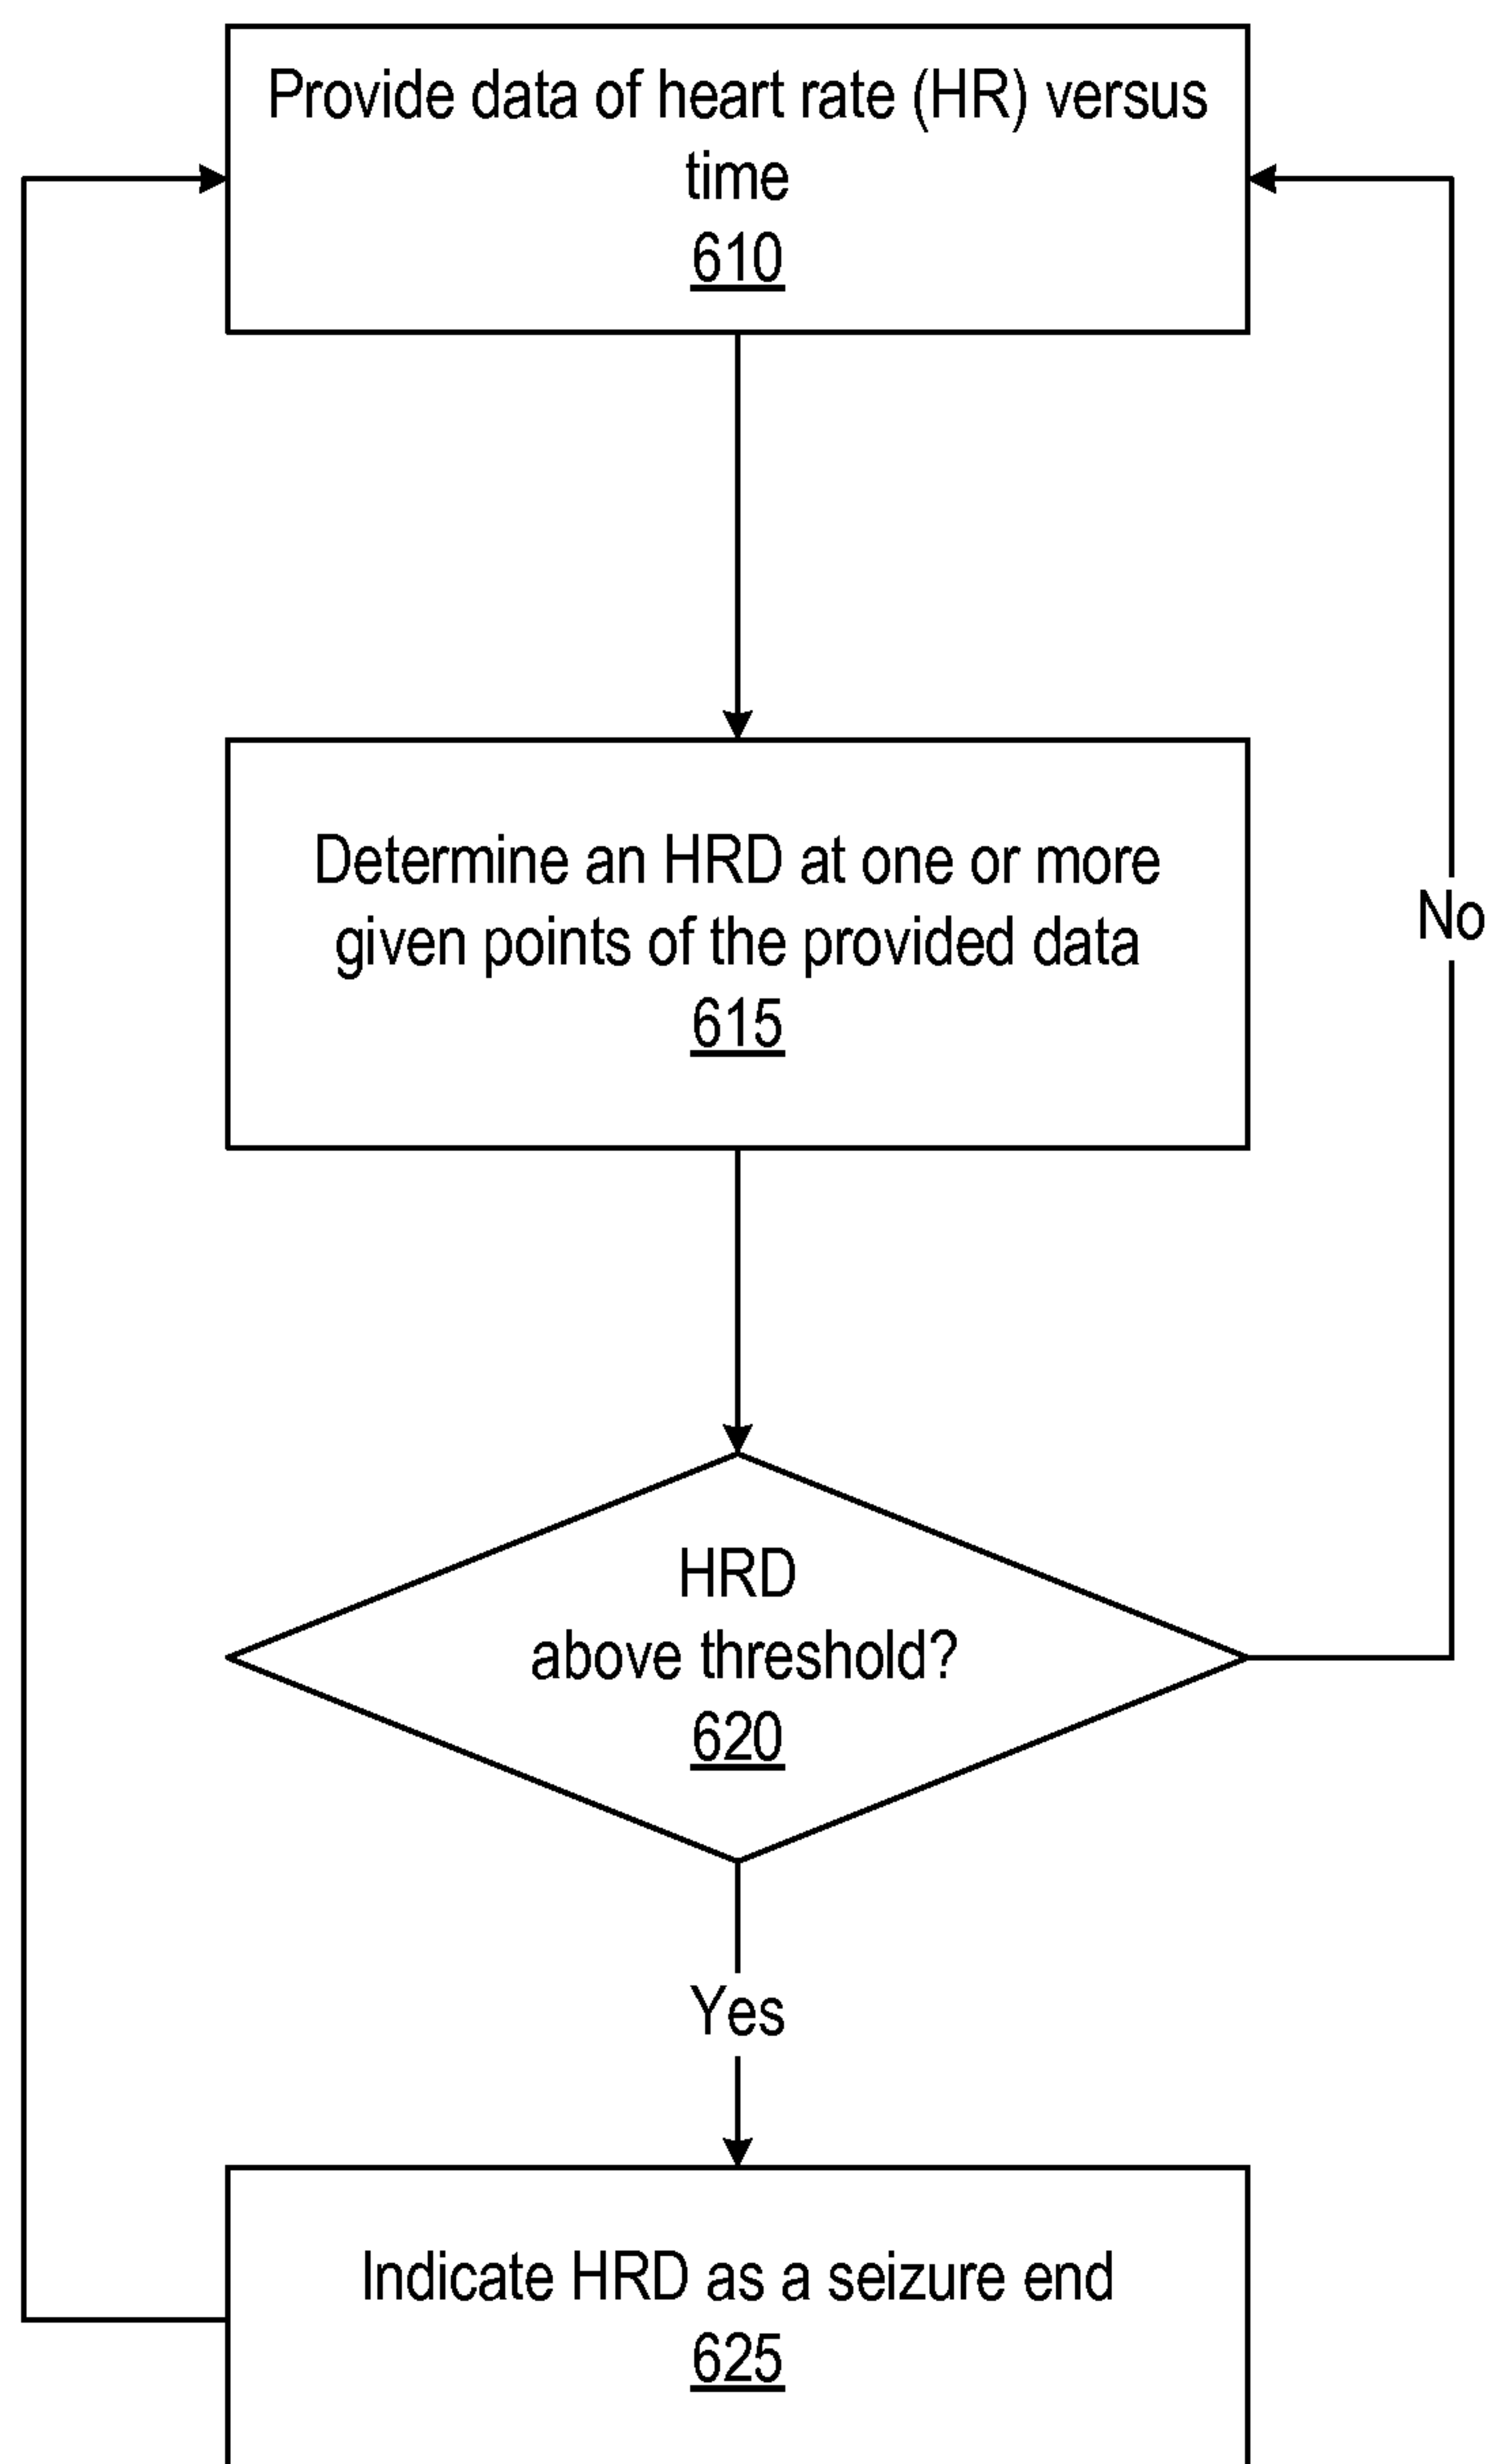 Provide data of heart rate (HR) versus
time
610
Determine an HRD at one or more
given points of the provided data
615
No
HRD
above threshold?
620
Yes
Indicate HRD as a seizure end
625